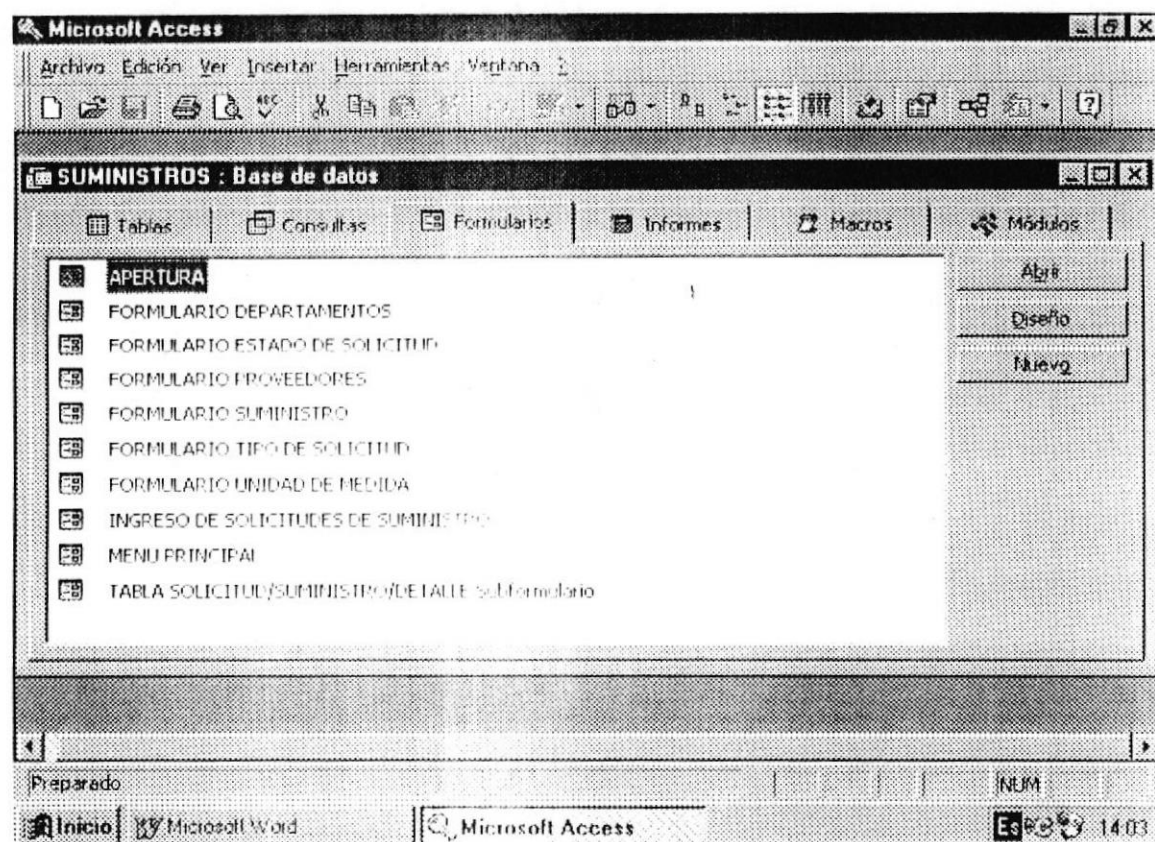 Microsoft Access
Archivo Edición Ver Insertar Herramientas Ventana ?
SUMINISTROS : Base de datos
Tablas Consultas Formularios Informes Macros Módulos
APERTURA
FORMULARIO DEPARTAMENTOS
FORMULARIO ESTADO DE SOLICITUD
FORMULARIO PROVEEDORES
FORMULARIO SUMINISTRO
FORMULARIO TIPO DE SOLICITUD
FORMULARIO UNIDAD DE MEDIDA
INGRESO DE SOLICITUDES DE SUMINISTRO
MENU PRINCIPAL
TABLA SOLICITUD/SUMINISTRO/DETALLE subformulario
Abrir
Diseño
Nuevo
Preparado NUM
Inicio Microsoft Word Microsoft Access Es 14:03